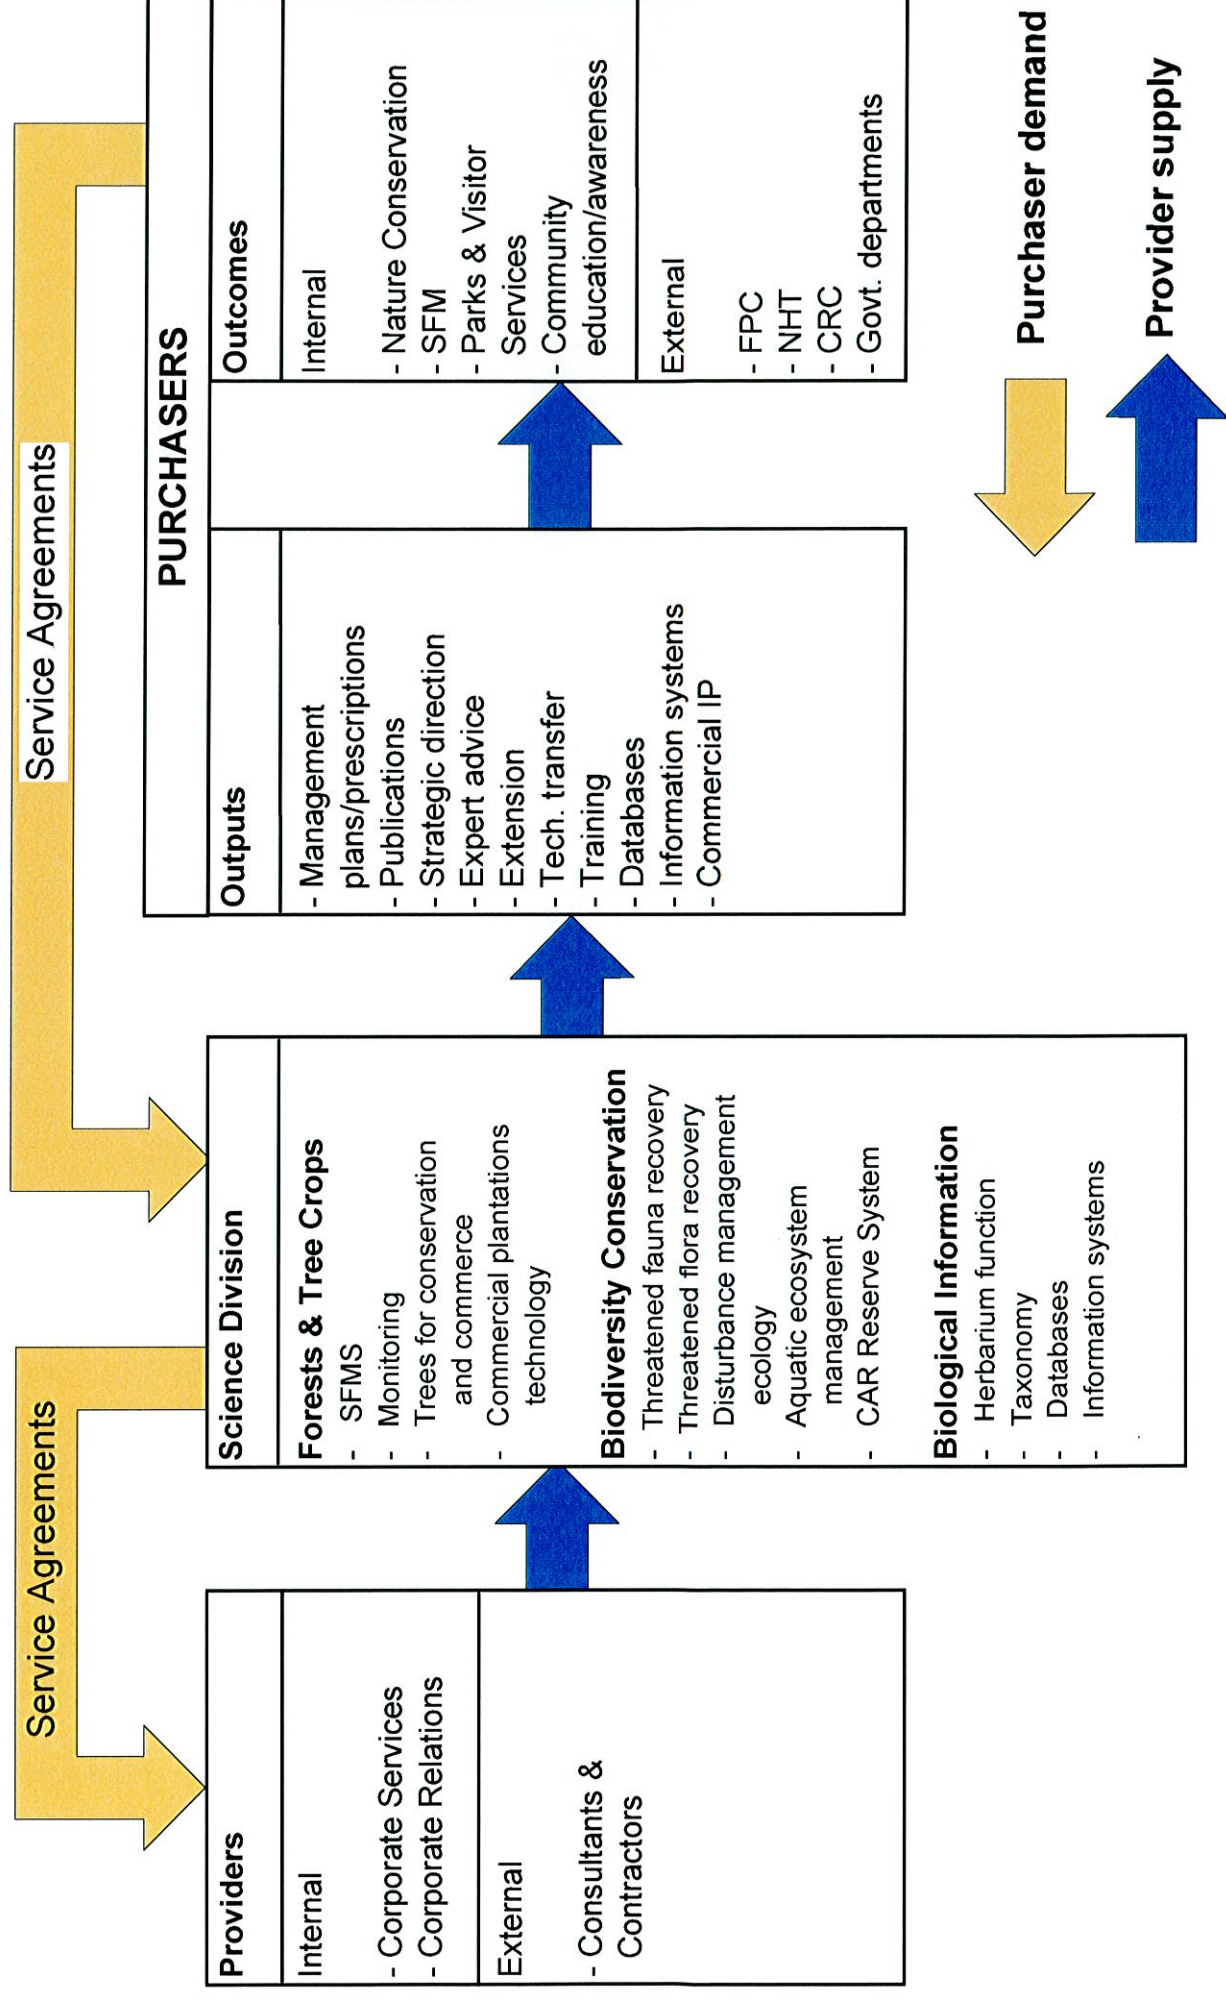 Service Agreements
Service Agreements
PURCHASERS
Providers
Internal
- Corporate Services
- Corporate Relations
External
- Consultants &
Contractors
Science Division
Forests & Tree Crops
- SFMS
- Monitoring
- Trees for conservation
and commerce
- Commercial plantations
technology
Biodiversity Conservation
- Threatened fauna recovery
- Threatened flora recovery
- Disturbance management
ecology
- Aquatic ecosystem
management
- CAR Reserve System
Biological Information
- Herbarium function
- Taxonomy
- Databases
- Information systems
Outputs
- Management
plans/prescriptions
- Publications
- Strategic direction
- Expert advice
- Extension
- Tech. transfer
- Training
- Databases
- Information systems
- Commercial IP
Outcomes
Internal
- Nature Conservation
- SFM
- Parks & Visitor
Services
- Community
education/awareness
External
- FPC
- NHT
- CRC
- Govt. departments
Purchaser demand
Provider supply